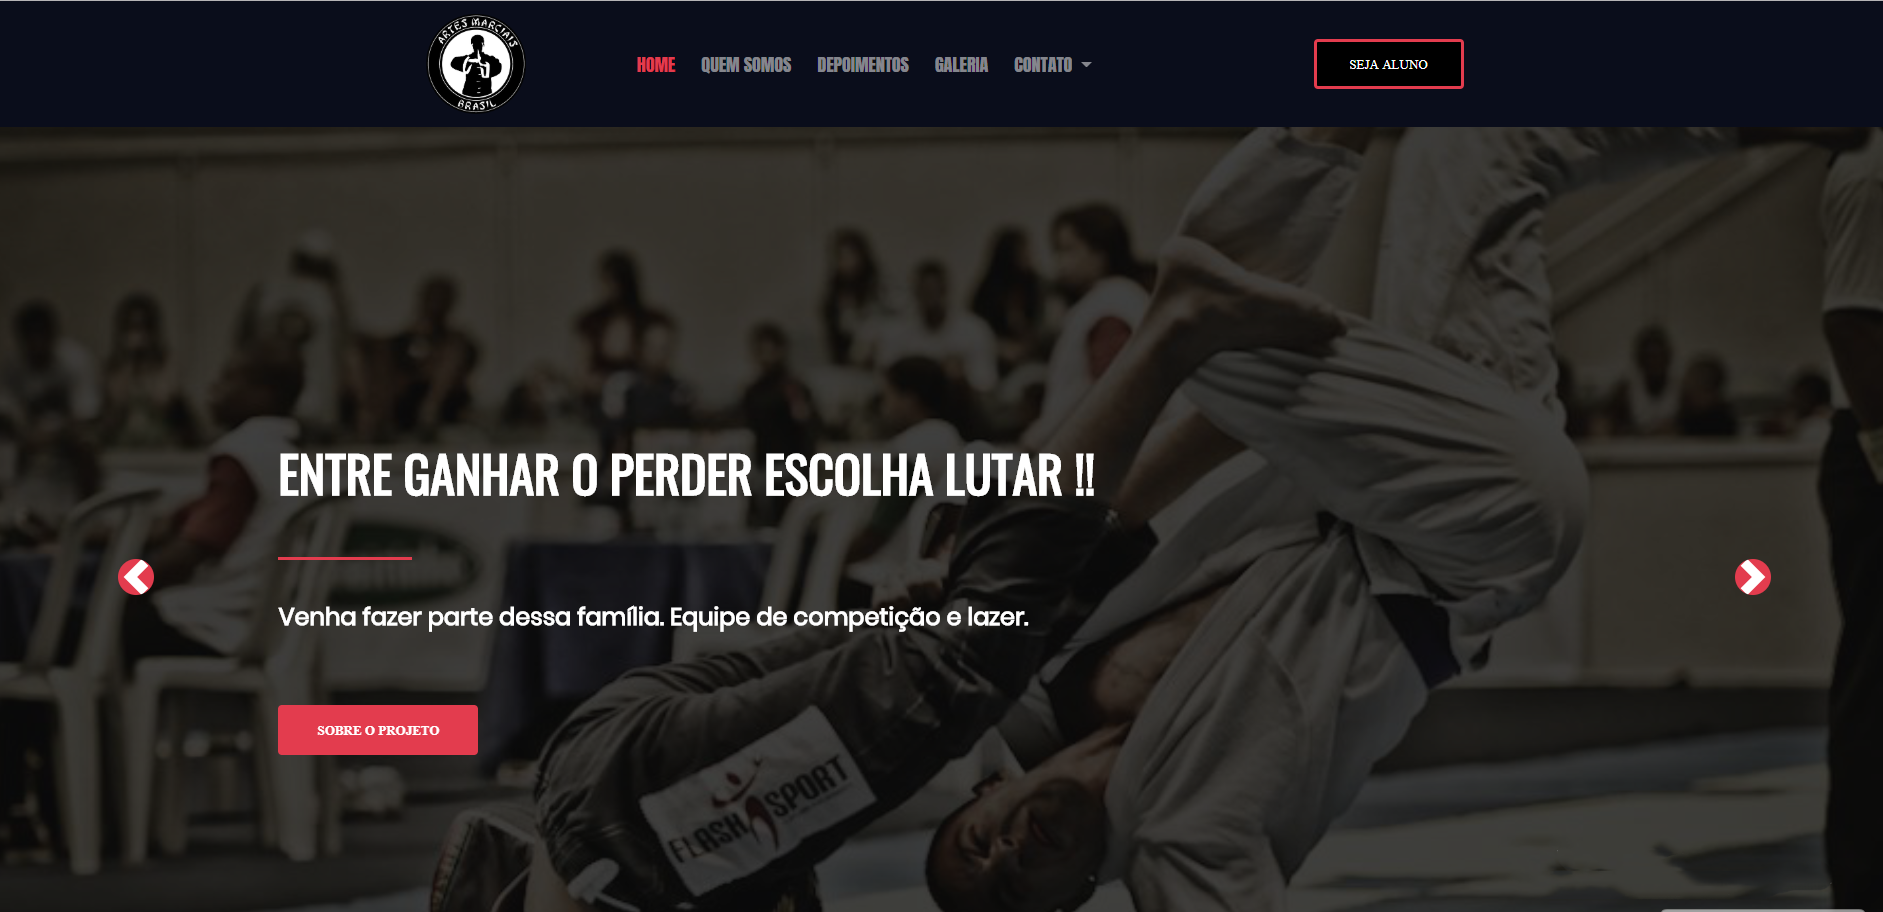 ARTES MARCIAIS
BRASIL
HOME
QUEM SOMOS
DEPOIMENTOS
GALERIA
CONTATO
SEJA ALUNO
ENTRE GANHAR O PERDER ESCOLHA LUTAR !!
Venha fazer parte dessa família. Equipe de competição e lazer.
SOBRE O PROJETO
FLASH SPORT